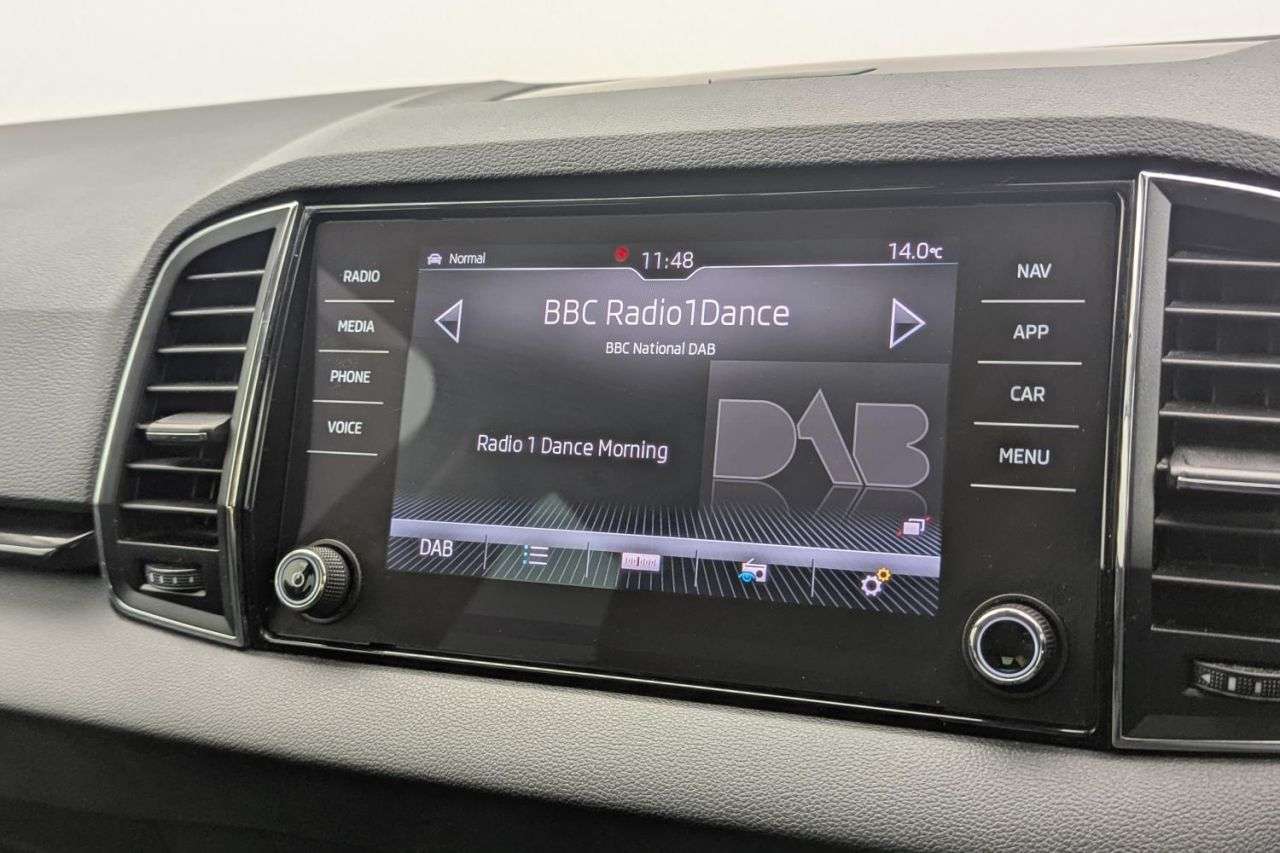 RADIO
MEDIA
PHONE
VOICE
Normal
11:48
14.0°C
BBC Radio1Dance
BBC National DAB
Radio 1 Dance Morning
DAB
DAB
NAV
APP
CAR
MENU